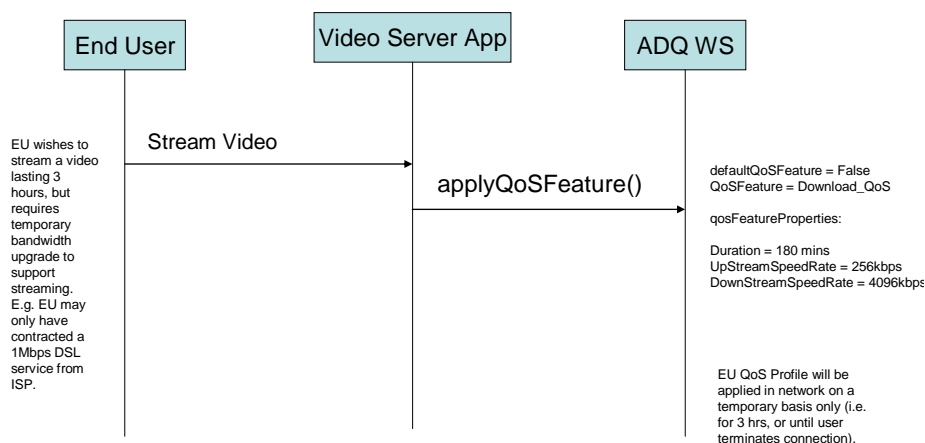 End User
Video Server App
ADQ WS
EU wishes to
stream a video
lasting 3
hours, but
requires
temporary
bandwidth
upgrade to
support
streaming.
E.g. EU may
only have
contracted a
1Mbps DSL
service from
ISP.
Stream Video
applyQoSFeature()
defaultQoSFeature = False
QoSFeature = Download_QoS
qosFeatureProperties:
Duration = 180 mins
UpStreamSpeedRate = 256kbps
DownStreamSpeedRate = 4096kbps
EU QoS Profile will be
applied in network on a
temporary basis only (i.e.
for 3 hrs, or until user
terminates connection).